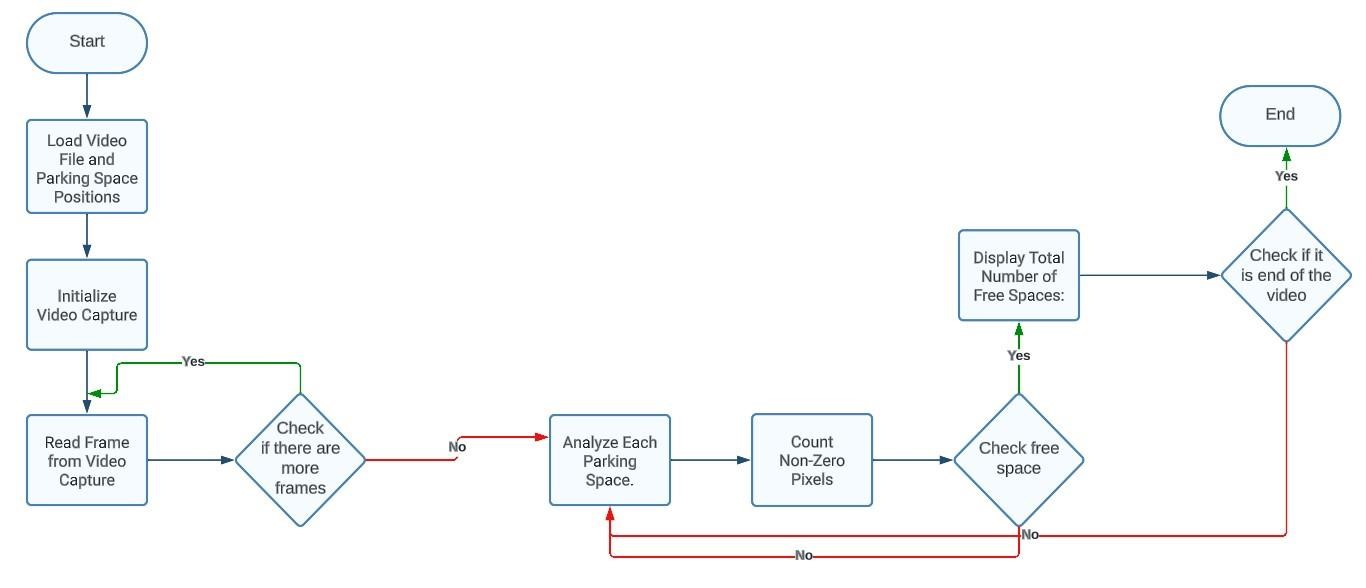 Start
Load Video
File and
Parking Space
Positions
Initialize
Video Capture
Yes
Read Frame
from Video
Capture
Check
if there are
more
frames
No
Analyze Each
Parking
Space.
Count
Non-Zero
Pixels
Check free
space
Yes
Display Total
Number of
Free Spaces:
Check if it
is end of the
video
Yes
End
No
No